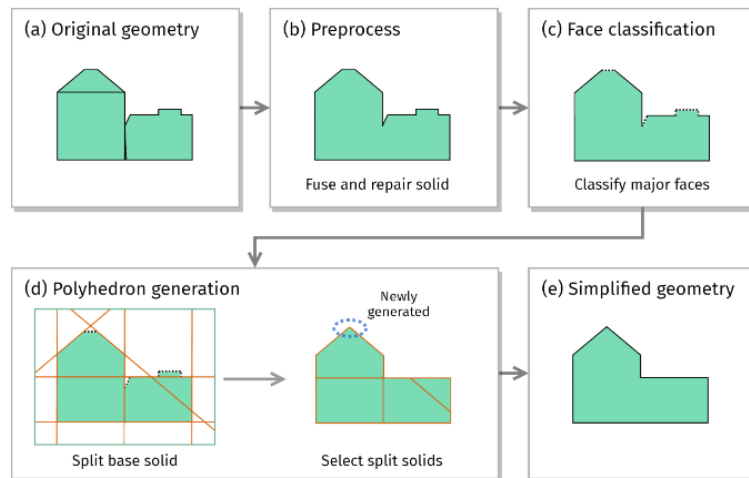 (a) Original geometry
(b) Preprocess
Fuse and repair solid
(c) Face classification
Classify major faces
(d) Polyhedron generation
Split base solid
Newly
generated
Select split solids
(e) Simplified geometry